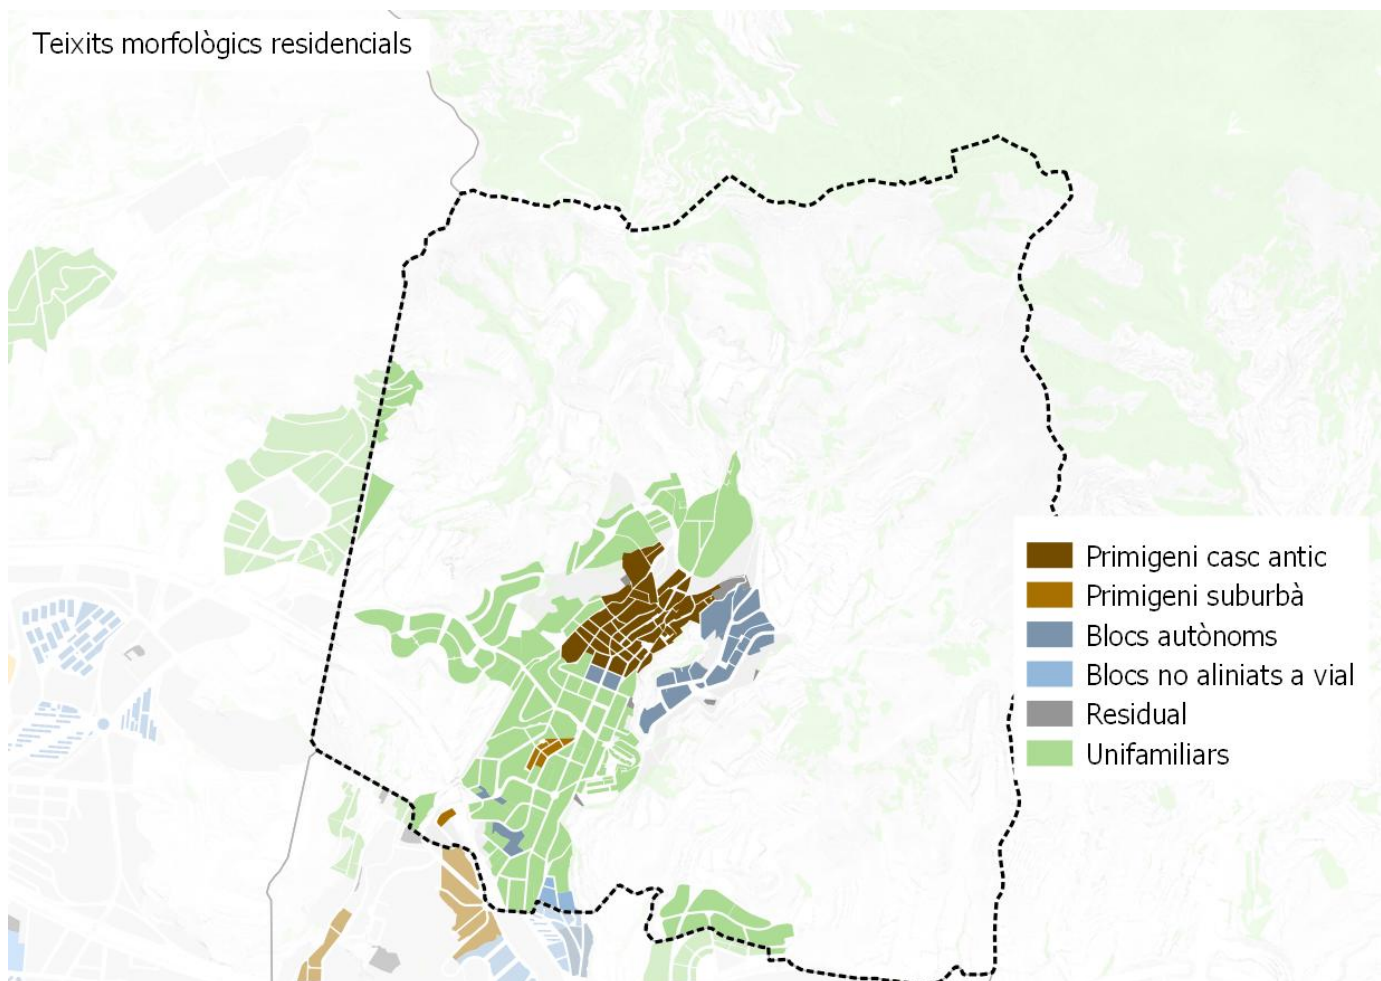 Teixits morfològics residencials
Primigeni casc antic
Primigeni suburbà
Blocs autònoms
Blocs no aliniats a vial
Residual
Unifamiliars